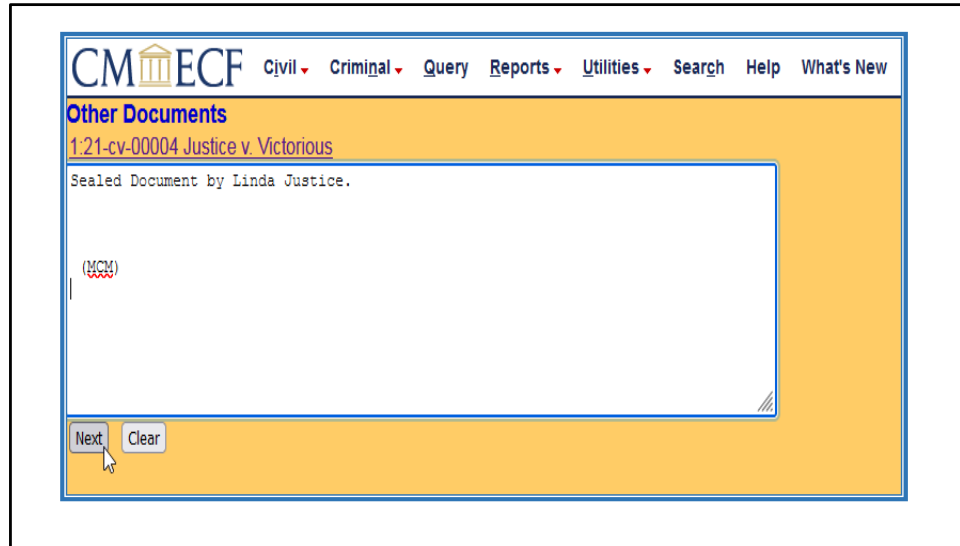 CM ECF Civil Criminal Query Reports Utilities Search Help What's New
Other Documents
1:21-cv-00004 Justice v. Victorious
Sealed Document by Linda Justice.
(MCM)
Next Clear